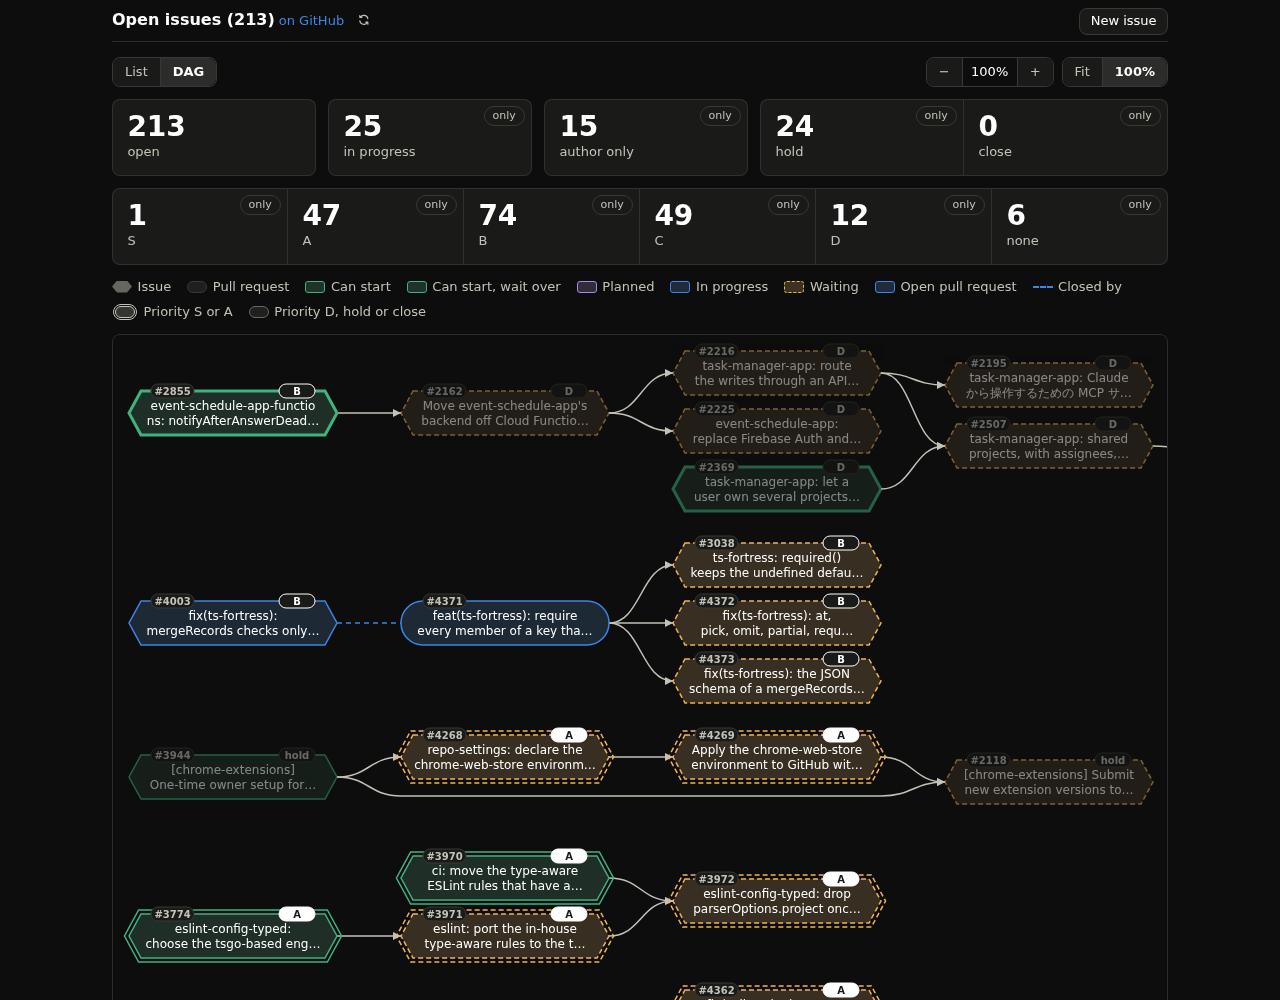 Open issues (213) on GitHub
New issue
List DAG
− 100% + Fit 100%
213
open
25
in progress
only
15
author only
only
24
hold
only
0
close
only
1
S
only
47
A
only
74
B
only
49
C
only
12
D
only
6
none
only
Issue Pull request Can start Can start, wait over Planned In progress Waiting Open pull request Closed by
Priority S or A Priority D, hold or close
#2855 B
event-schedule-app-functio
ns: notifyAfterAnswerDead…
#2162 D
Move event-schedule-app's
backend off Cloud Functio…
#2216 D
task-manager-app: route
the writes through an API…
#2225 D
event-schedule-app:
replace Firebase Auth and…
#2369 D
task-manager-app: let a
user own several projects…
#2195 D
task-manager-app: Claude
から操作するための MCP サ…
#2507 D
task-manager-app: shared
projects, with assignees,…
#4003 B
fix(ts-fortress):
mergeRecords checks only…
#4371
feat(ts-fortress): require
every member of a key tha…
#3038 B
ts-fortress: required()
keeps the undefined defau…
#4372 B
fix(ts-fortress): at,
pick, omit, partial, requ…
#4373 B
fix(ts-fortress): the JSON
schema of a mergeRecords…
#3944 hold
[chrome-extensions]
One-time owner setup for…
#4268 A
repo-settings: declare the
chrome-web-store environm…
#4269 A
Apply the chrome-web-store
environment to GitHub wit…
#2118 hold
[chrome-extensions] Submit
new extension versions to…
#3970 A
ci: move the type-aware
ESLint rules that have a…
#3774 A
eslint-config-typed:
choose the tsgo-based eng…
#3971 A
eslint: port the in-house
type-aware rules to the t…
#3972 A
eslint-config-typed: drop
parserOptions.project onc…
#4362 A